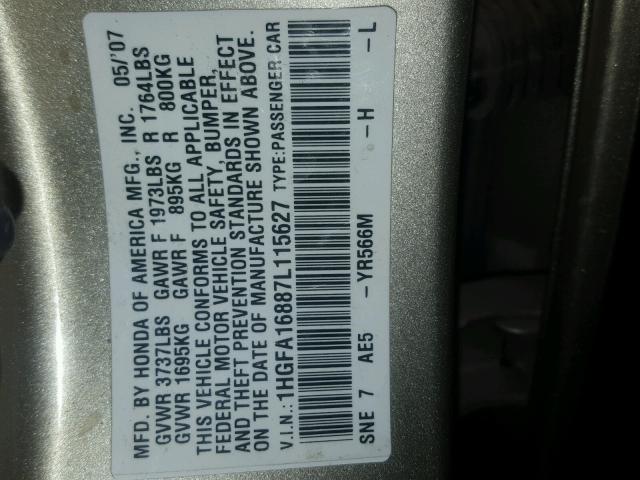 MFD. BY HONDA OF AMERICA MFG., INC. 05/'07
GVWR 3737LBS GAWR F 1973LBS R 1764LBS
GVWR 1695KG GAWR F 895KG R 800KG
THIS VEHICLE CONFORMS TO ALL APPLICABLE
FEDERAL MOTOR VEHICLE SAFETY, BUMPER,
AND THEFT PREVENTION STANDARDS IN EFFECT
ON THE DATE OF MANUFACTURE SHOWN ABOVE.
V.I.N.: 1HGFA16887L115627 TYPE:PASSENGER CAR
SNE 7 AE5 -YR566M -H -L